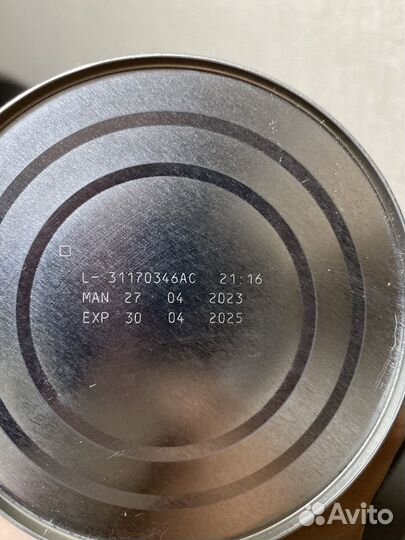 L- 31170346AC 21:16
MAN 27 04 2023
EXP 30 04 2025
Avito